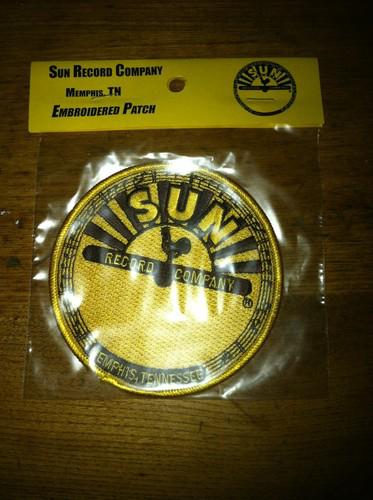 SUN RECORD COMPANY
MEMPHIS, TN
EMBROIDERED PATCH
SUN
SUN
RECORD COMPANY
®
MEMPHIS, TENNESSEE